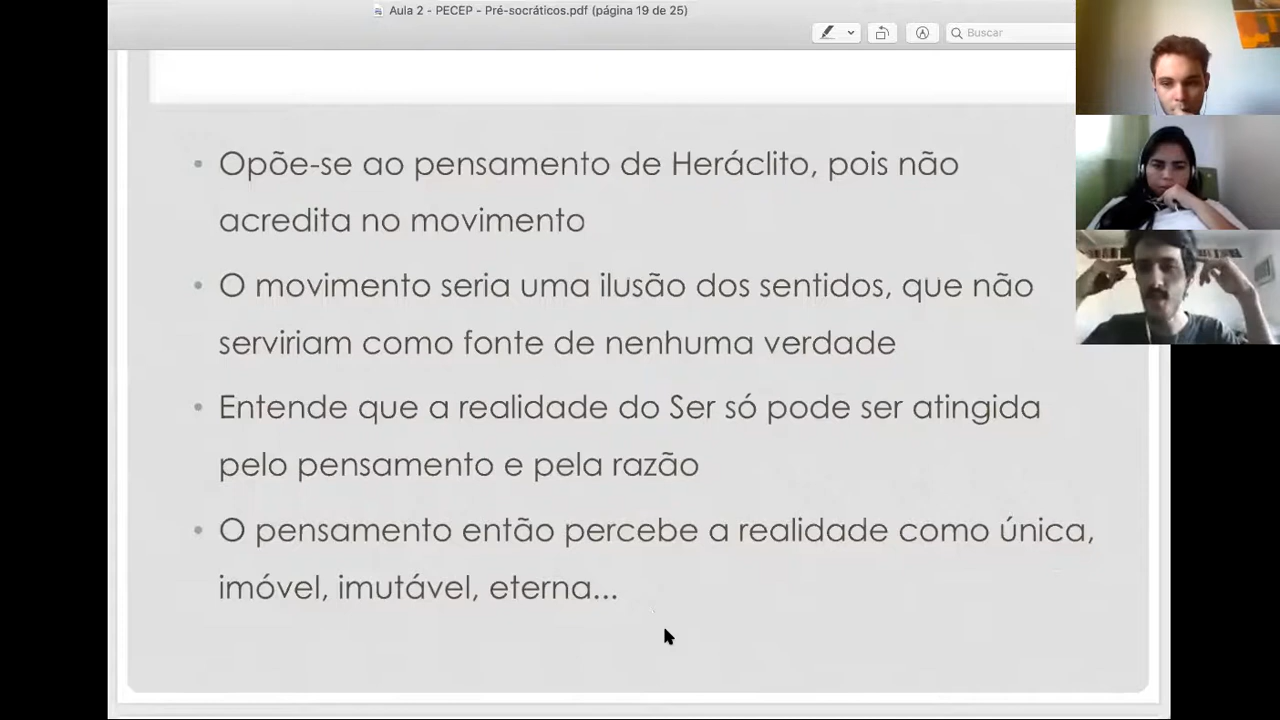 Aula 2 - PECEP - Pré-socráticos.pdf (página 19 de 25)
Buscar
• Opõe-se ao pensamento de Heráclito, pois não
acredita no movimento
• O movimento seria uma ilusão dos sentidos, que não
serviriam como fonte de nenhuma verdade
• Entende que a realidade do Ser só pode ser atingida
pelo pensamento e pela razão
• O pensamento então percebe a realidade como única,
imóvel, imutável, eterna...